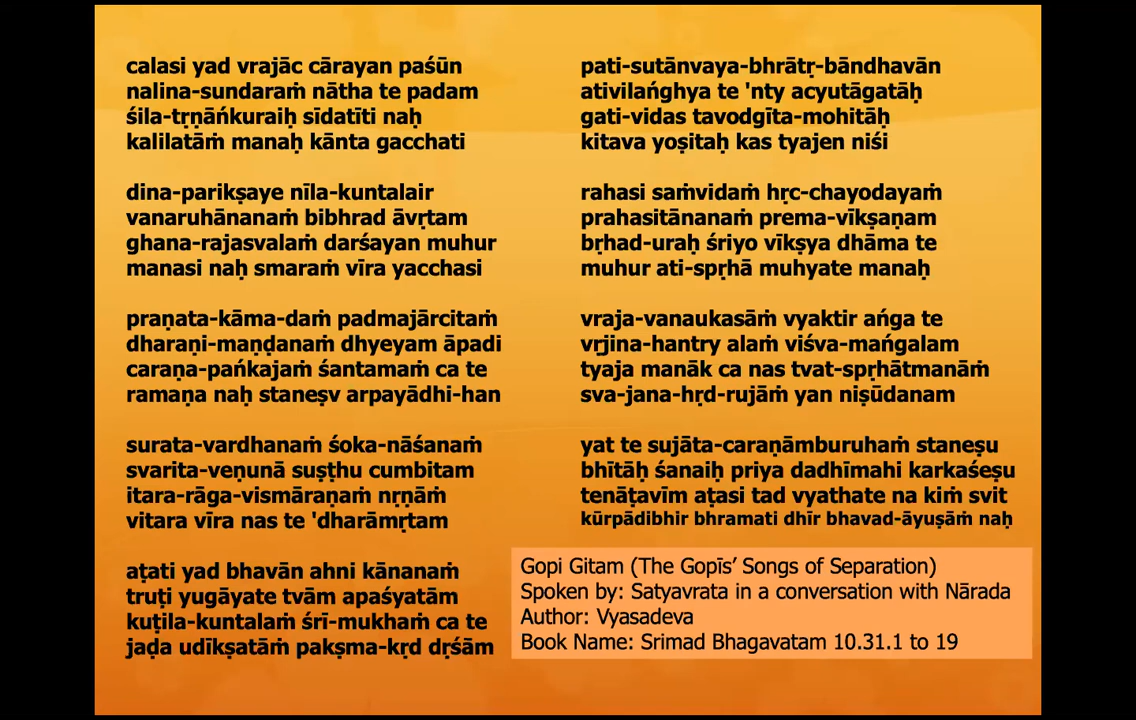 calasi yad vrajāc cārayan paśūn
nalina-sundaraṁ nātha te padam
śila-tṛṇāńkuraiḥ sīdatīti naḥ
kalilatāṁ manaḥ kānta gacchati
dina-parikṣaye nīla-kuntalair
vanaruhānanaṁ bibhrad āvṛtam
ghana-rajasvalaṁ darśayan muhur
manasi naḥ smaraṁ vīra yacchasi
praṇata-kāma-daṁ padmajārcitaṁ
dharaṇi-maṇḍanaṁ dhyeyam āpadi
caraṇa-pańkajaṁ śantamaṁ ca te
ramaṇa naḥ staneṣv arpayādhi-han
surata-vardhanaṁ śoka-nāśanaṁ
svarita-veṇunā suṣṭhu cumbitam
itara-rāga-vismāraṇaṁ nṛṇāṁ
vitara vīra nas te 'dharāmṛtam
aṭati yad bhavān ahni kānanaṁ
truṭi yugāyate tvām apaśyatām
kuṭila-kuntalaṁ śrī-mukhaṁ ca te
jaḍa udīkṣatāṁ pakṣma-kṛd dṛśām
pati-sutānvaya-bhrātṛ-bāndhavān
ativilańghya te 'nty acyutāgatāḥ
gati-vidas tavodgīta-mohitāḥ
kitava yoṣitaḥ kas tyajen niśi
rahasi saṁvidaṁ hṛc-chayodayaṁ
prahasitānanaṁ prema-vīkṣaṇam
bṛhad-uraḥ śriyo vīkṣya dhāma te
muhur ati-spṛhā muhyate manaḥ
vraja-vanaukasāṁ vyaktir ańga te
vṛjina-hantry alaṁ viśva-mańgalam
tyaja manāk ca nas tvat-spṛhātmanāṁ
sva-jana-hṛd-rujāṁ yan niṣūdanam
yat te sujāta-caraṇāmburuhaṁ staneṣu
bhītāḥ śanaiḥ priya dadhīmahi karkaśeṣu
tenāṭavīm aṭasi tad vyathate na kiṁ svit
kūrpādibhir bhramati dhīr bhavad-āyuṣāṁ naḥ
Gopi Gitam (The Gopīs’ Songs of Separation)
Spoken by: Satyavrata in a conversation with Nārada
Author: Vyasadeva
Book Name: Srimad Bhagavatam 10.31.1 to 19